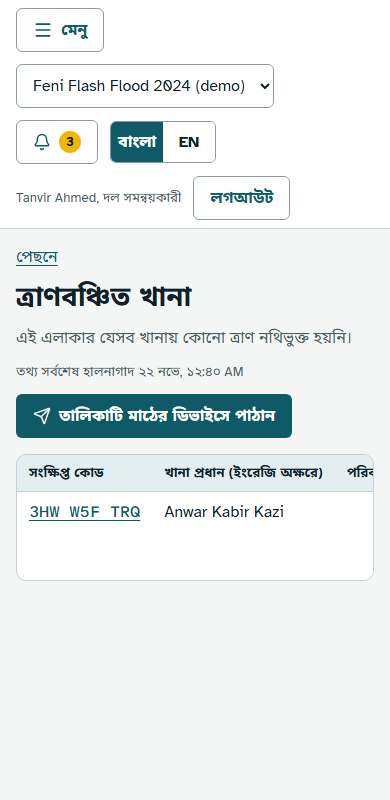 মেনু
Feni Flash Flood 2024 (demo)
3
বাংলা EN
Tanvir Ahmed, দল সমন্বয়কারী লগআউট
পেছনে
ত্রাণবঞ্চিত খানা
এই এলাকার যেসব খানায় কোনো ত্রাণ নথিভুক্ত হয়নি।
তথ্য সর্বশেষ হালনাগাদ ২২ নভে, ১২:৪০ AM
তালিকাটি মাঠের ডিভাইসে পাঠান
সংক্ষিপ্ত কোড খানা প্রধান (ইংরেজি অক্ষরে)
3HW W5F TRQ Anwar Kabir Kazi